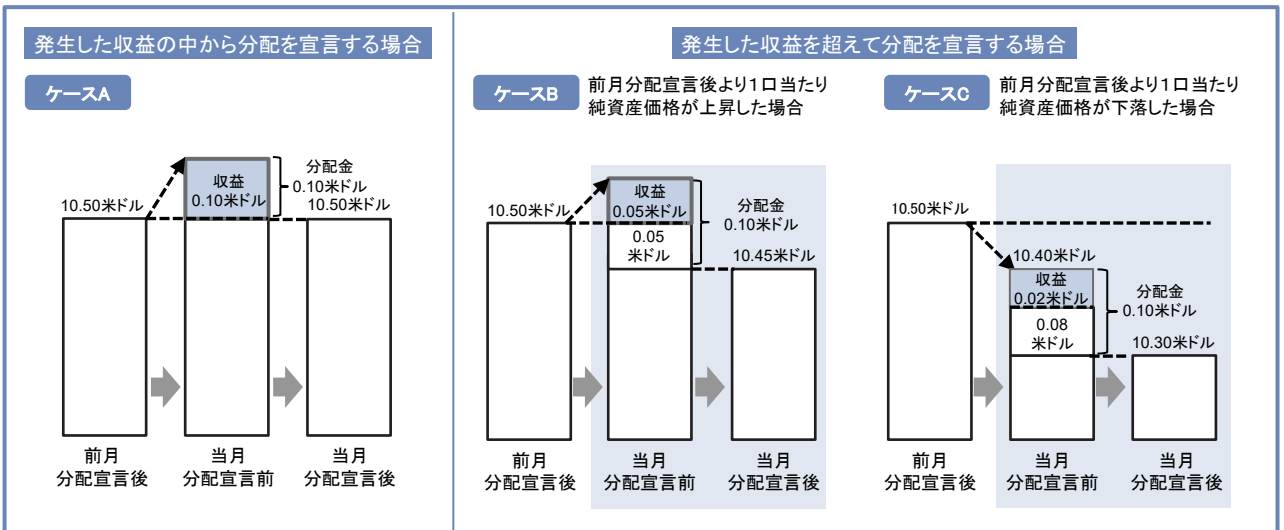 発生した収益の中から分配を宣言する場合
ケースA
分配金
0.10米ドル
収益
0.10米ドル
10.50米ドル
10.50米ドル
前月
分配宣言後
当月
分配宣言前
当月
分配宣言後
発生した収益を超えて分配を宣言する場合
ケースB
前月分配宣言後より1口当たり
純資産価格が上昇した場合
10.50米ドル
収益
0.05米ドル
0.05
米ドル
分配金
0.10米ドル
10.45米ドル
前月
分配宣言後
当月
分配宣言前
当月
分配宣言後
ケースC
前月分配宣言後より1口当たり
純資産価格が下落した場合
10.50米ドル
10.40米ドル
収益
0.02米ドル
0.08
米ドル
分配金
0.10米ドル
10.30米ドル
前月
分配宣言後
当月
分配宣言前
当月
分配宣言後